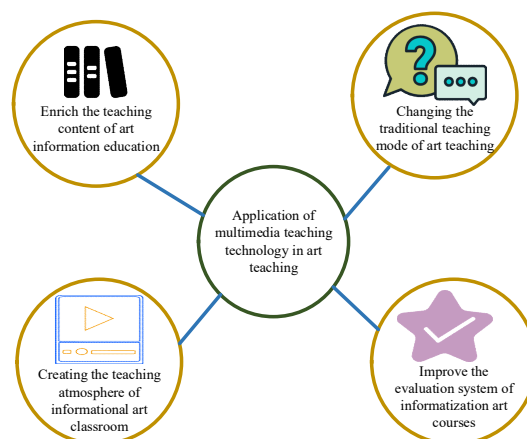 Enrich the teaching
content of art
information education
?
Changing the
traditional teaching
mode of art teaching
Application of
multimedia teaching
technology in art
teaching
Creating the teaching
atmosphere of
informational art
classroom
Improve the
evaluation system of
informatization art
courses